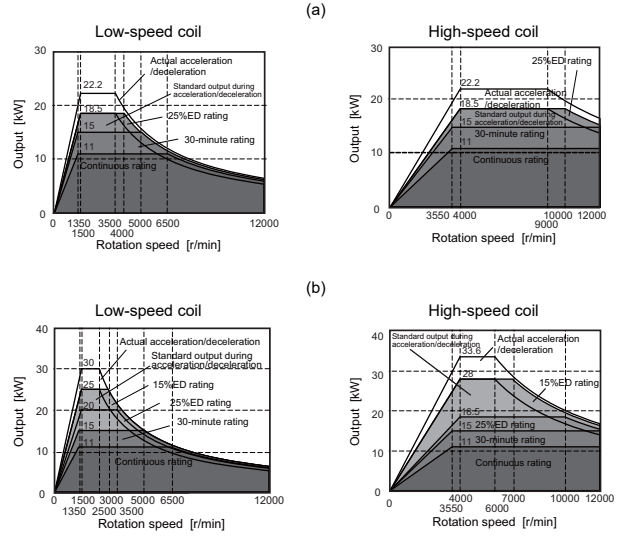 (a)
Low-speed coil
Output [kW]
30
20
10
0
22.2
18.5
15
11
Actual acceleration
/deceleration
Standard output during
acceleration/deceleration
25%ED rating
30-minute rating
Continuous rating
0
1350
1500
3500
4000
5000
6500
12000
Rotation speed [r/min]
High-speed coil
Output [kW]
30
20
10
0
22.2
18.5
15
11
25%ED rating
Actual acceleration
/deceleration
Standard output during
acceleration/deceleration
30-minute rating
Continuous rating
0
3550
4000
9000
10000
12000
Rotation speed [r/min]
(b)
Low-speed coil
Output [kW]
40
30
20
10
0
30
25
20
15
11
Actual acceleration/deceleration
Standard output during
acceleration/deceleration
15%ED rating
25%ED rating
30-minute rating
Continuous rating
0
1350
1500
2500
3000
3500
5000
6500
12000
Rotation speed [r/min]
High-speed coil
Output [kW]
40
30
20
10
0
33.6
28
18.5
15
11
Standard output during
acceleration/deceleration
Actual acceleration
/deceleration
15%ED rating
25%ED rating
30-minute rating
Continuous rating
0
3550
4000
6000
7000
10000
12000
Rotation speed [r/min]